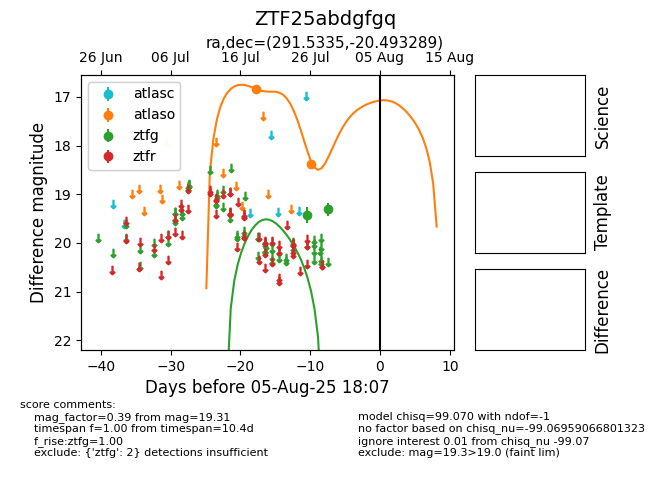 ZTF25abdgfgq
ra,dec=(291.5335,-20.493289)
26 Jun 06 Jul 16 Jul 26 Jul 05 Aug 15 Aug
atlasc
atlaso
ztfg
ztfr
17
18
19
20
21
22
Difference magnitude
−40 −30 −20 −10 0 10
Days before 05-Aug-25 18:07
Science
Template
Difference
score comments:
mag_factor=0.39 from mag=19.31
timespan f=1.00 from timespan=10.4d
f_rise:ztfg=1.00
exclude: {'ztfg': 2} detections insufficient
model chisq=99.070 with ndof=-1
no factor based on chisq_nu=-99.06959066801323
ignore interest 0.01 from chisq_nu -99.07
exclude: mag=19.3>19.0 (faint lim)